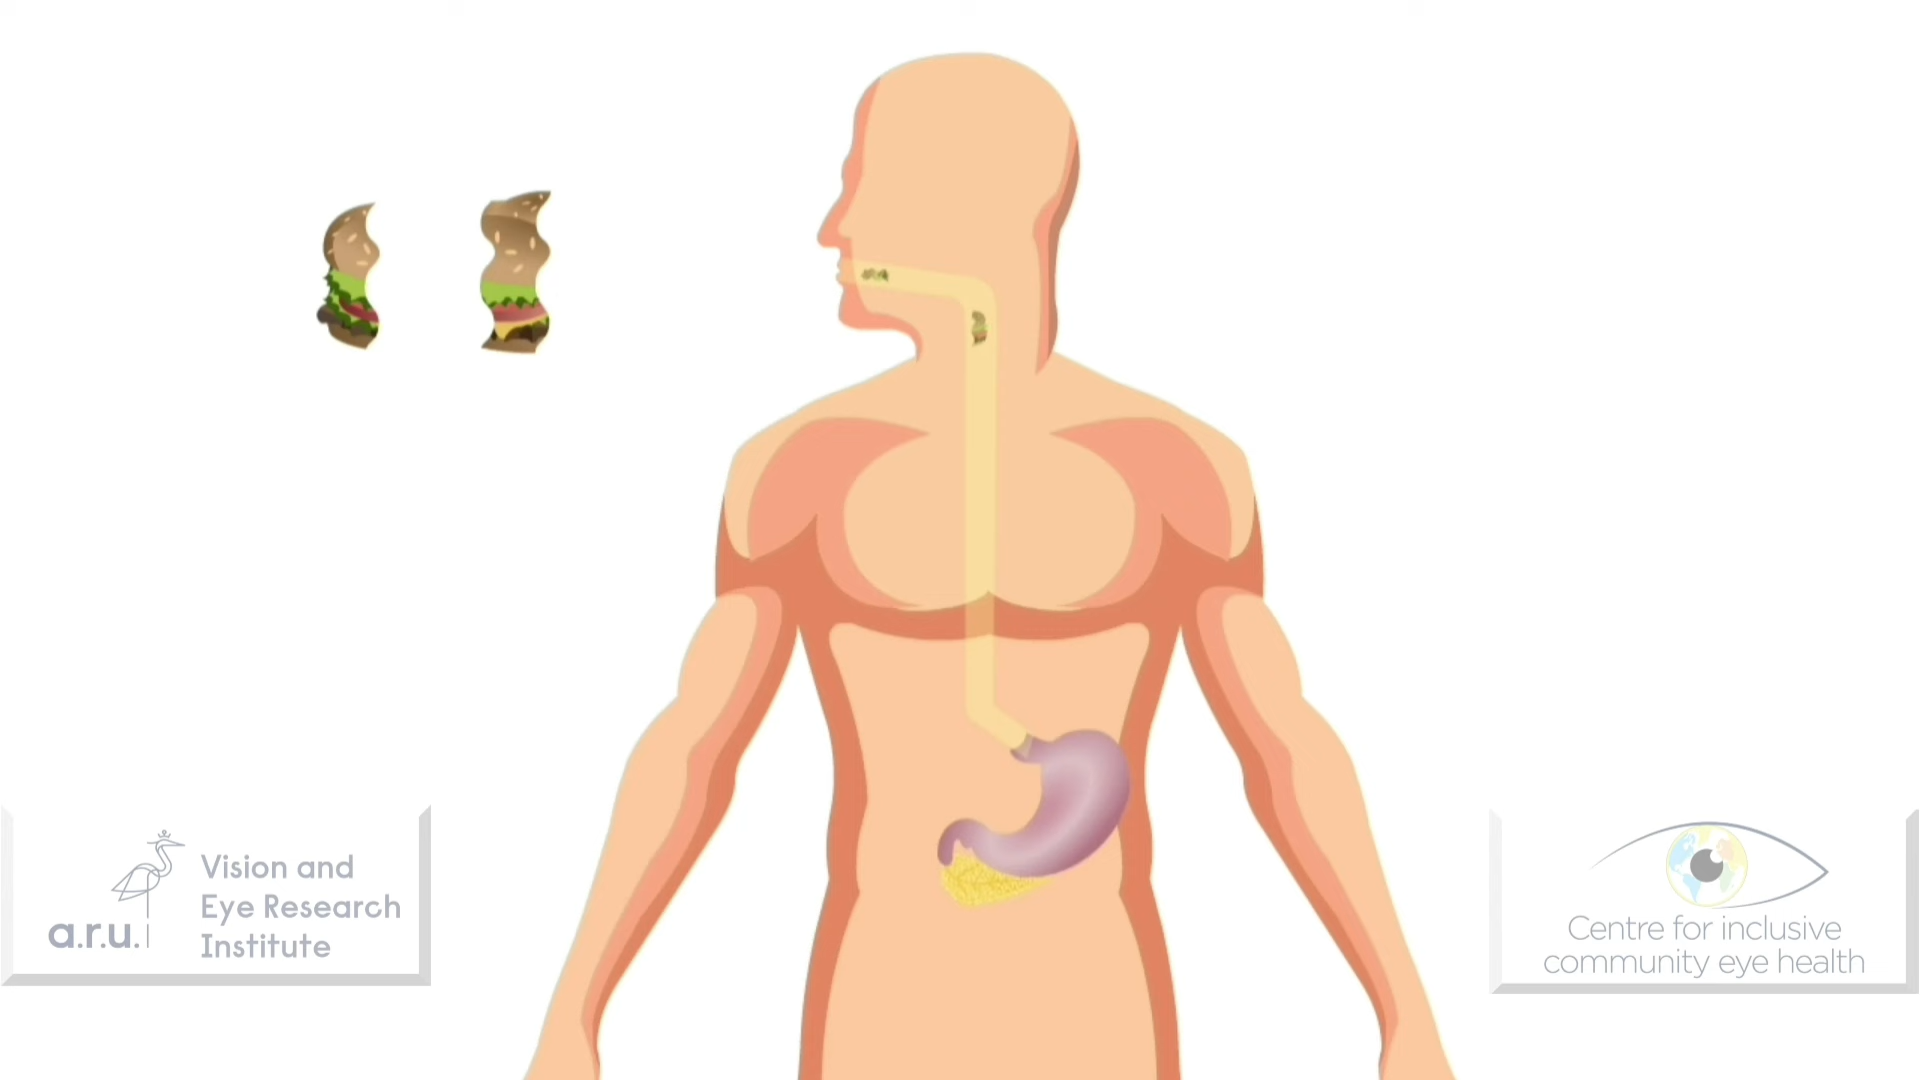 a.r.u.
Vision and
Eye Research
Institute
Centre for inclusive
community eye health